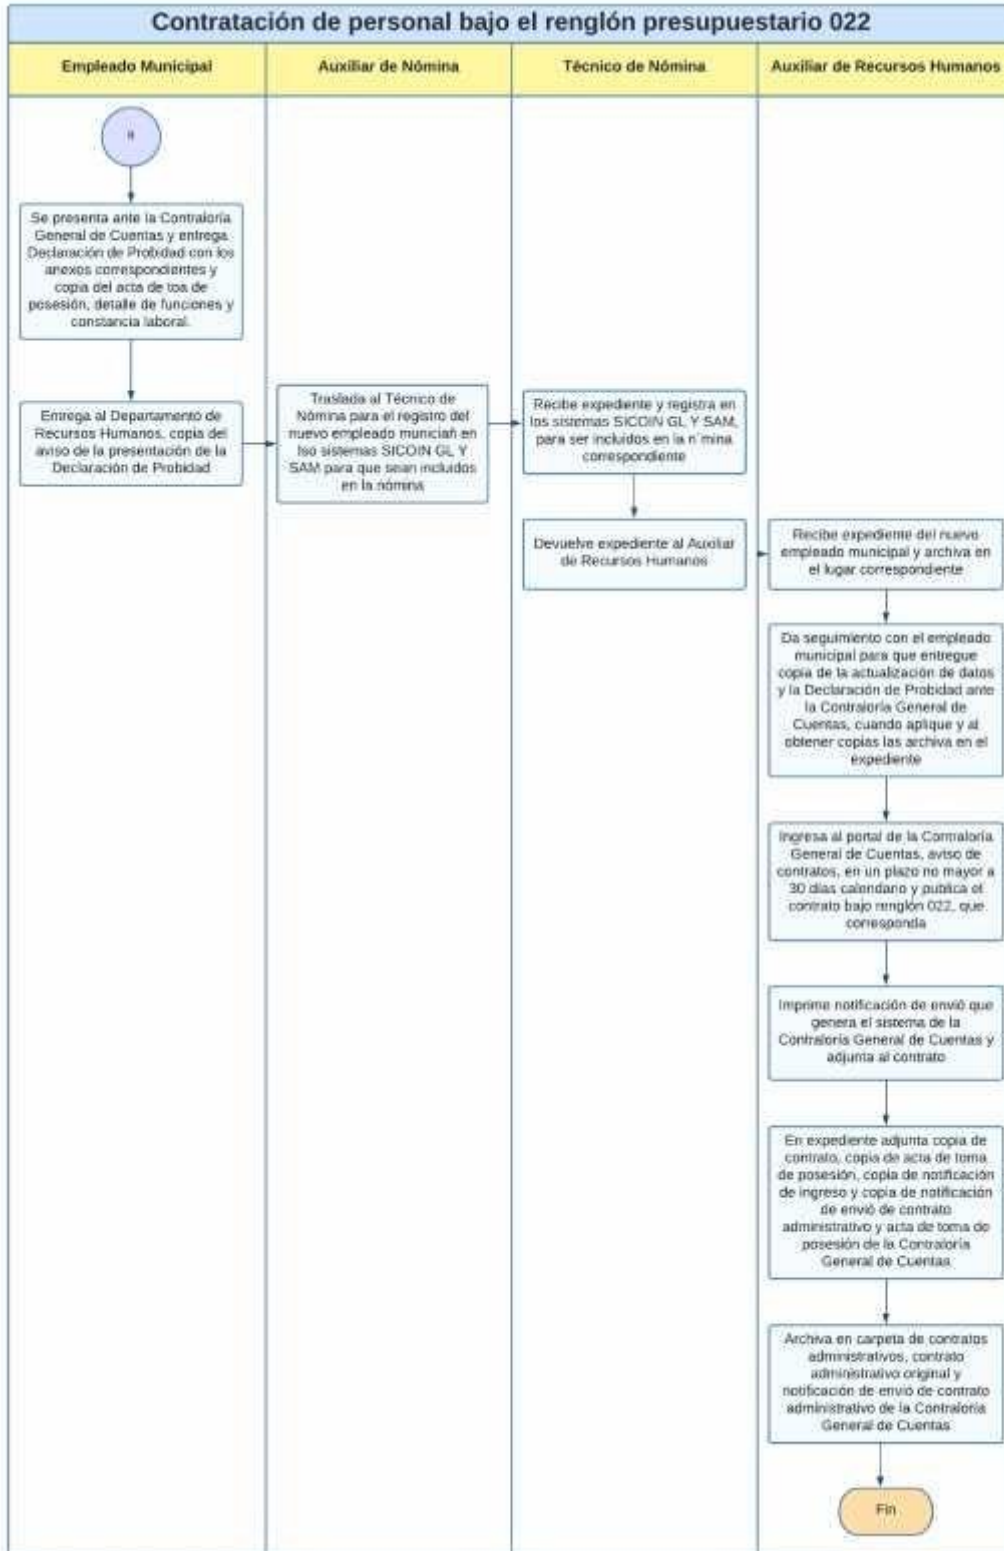 Contratación de personal bajo el renglón presupuestario 022
Empleado Municipal
Auxiliar de Nómina
Técnico de Nómina
Auxiliar de Recursos Humanos
Se presenta ante la Contraloría
General de Cuentas y entrega
Declaración de Probidad con los
anexos correspondientes y
copia del acta de toa de
posesión, detalle de funciones y
constancia laboral.
Entrega al Departamento de
Recursos Humanos, copia del
aviso de la presentación de la
Declaración de Probidad
Traslada al Técnico de
Nómina para el registro del
nuevo empleado municiañ en
lso sistemas SICOIN GL Y
SAM para que sean incluidos
en la nómina
Recibe expediente y registra en
los sistemas SICOIN GL Y SAM,
para ser incluidos en la n´mina
correspondiente
Devuelve expediente al Auxiliar
de Recursos Humanos
Recibe expediente del nuevo
empleado municipal y archiva en
el lugar correspondiente
Da seguimiento con el empleado
municipal para que entregue
copia de la actualización de datos
y la Declaración de Probidad ante
la Contraloría General de
Cuentas, cuando aplique y al
obtener copias las archiva en el
expediente
Ingresa al portal de la Contraloría
General de Cuentas, aviso de
contratos, en un plazo no mayor a
30 días calendario y publica el
contrato bajo renglón 022, que
corresponda
Imprime notificación de envió que
genera el sistema de la
Contraloría General de Cuentas y
adjunta al contrato
En expediente adjunta copia de
contrato, copia de acta de toma
de posesión, copia de notificación
de ingreso y copia de notificación
de envió de contrato
administrativo y acta de toma de
posesión de la Contraloría
General de Cuentas
Archiva en carpeta de contratos
administrativos, contrato
administrativo original y
notificación de envió de contrato
administrativo de la Contraloría
General de Cuentas
Fin